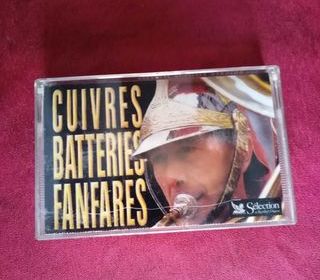 CUIVRES
BATTERIES
FANFARES
Sélection